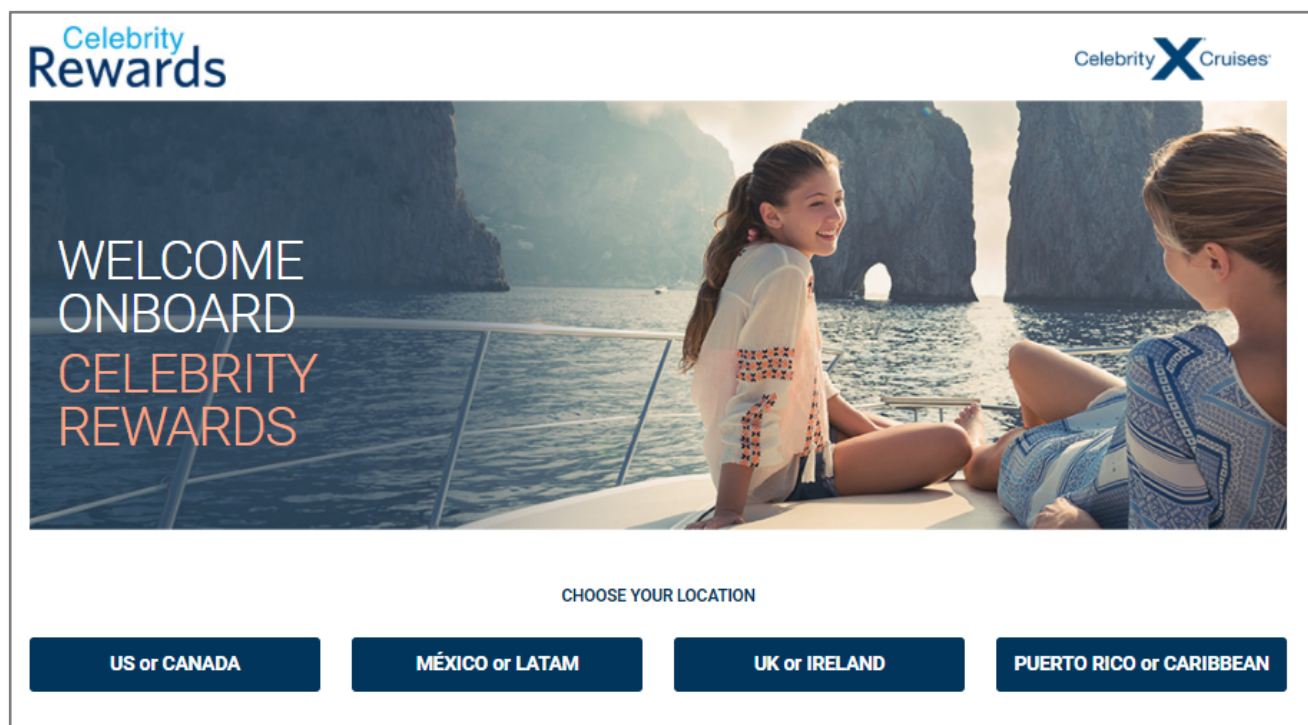 Celebrity
Rewards
Celebrity X Cruises
WELCOME
ONBOARD
CELEBRITY
REWARDS
CHOOSE YOUR LOCATION
US or CANADA
MÉXICO or LATAM
UK or IRELAND
PUERTO RICO or CARIBBEAN